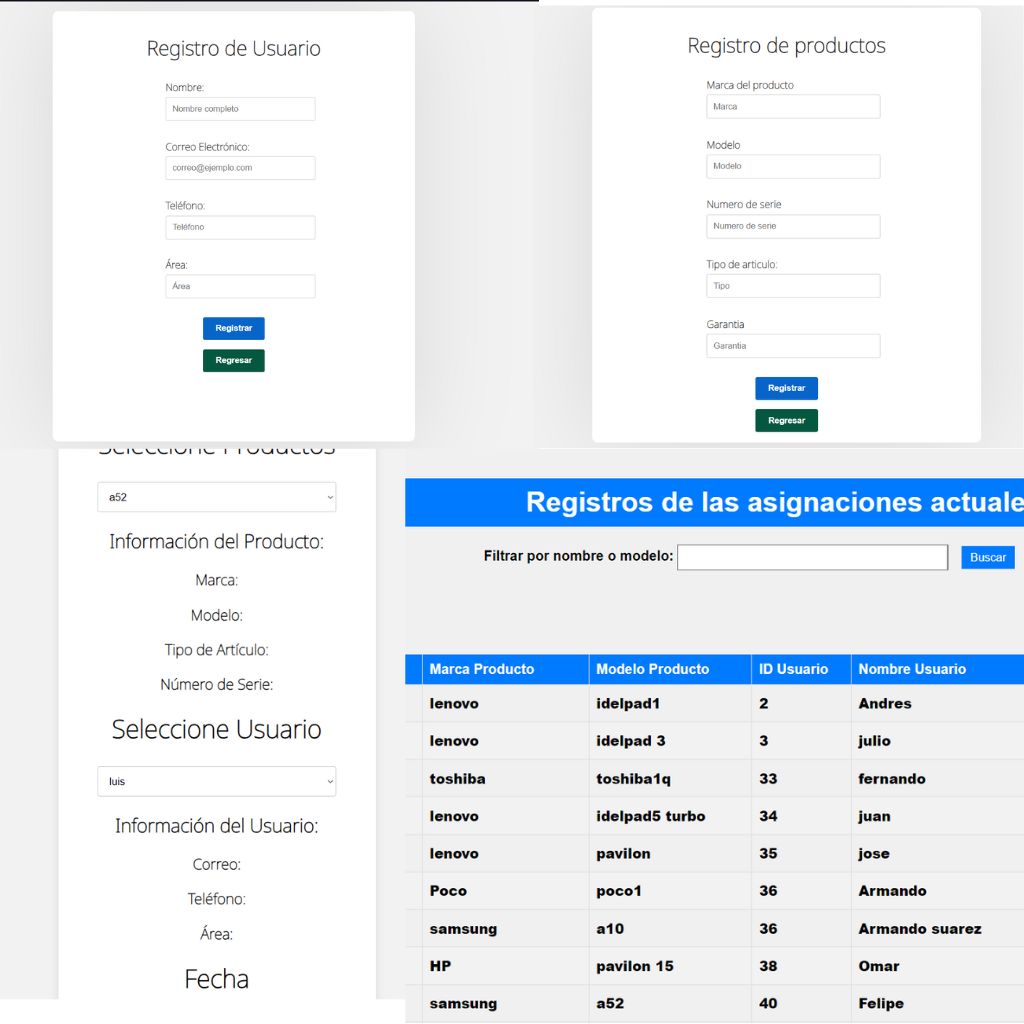 Registro de Usuario
Nombre:
Nombre completo
Correo Electrónico:
correo@ejemplo.com
Teléfono:
Teléfono
Área:
Área
Registrar
Regresar
Registro de productos
Marca del producto
Marca
Modelo
Modelo
Numero de serie
Numero de serie
Tipo de articulo:
Tipo
Garantia
Garantia
Registrar
Regresar
Seleccione Productos
a52
Información del Producto:
Marca:
Modelo:
Tipo de Artículo:
Número de Serie:
Seleccione Usuario
luis
Información del Usuario:
Correo:
Teléfono:
Área:
Fecha
Registros de las asignaciones actuale
Filtrar por nombre o modelo:
Buscar
Marca Producto Modelo Producto ID Usuario Nombre Usuario
lenovo idelpad1 2 Andres
lenovo idelpad 3 3 julio
toshiba toshiba1q 33 fernando
lenovo idelpad5 turbo 34 juan
lenovo pavilon 35 jose
Poco poco1 36 Armando
samsung a10 36 Armando suarez
HP pavilon 15 38 Omar
samsung a52 40 Felipe